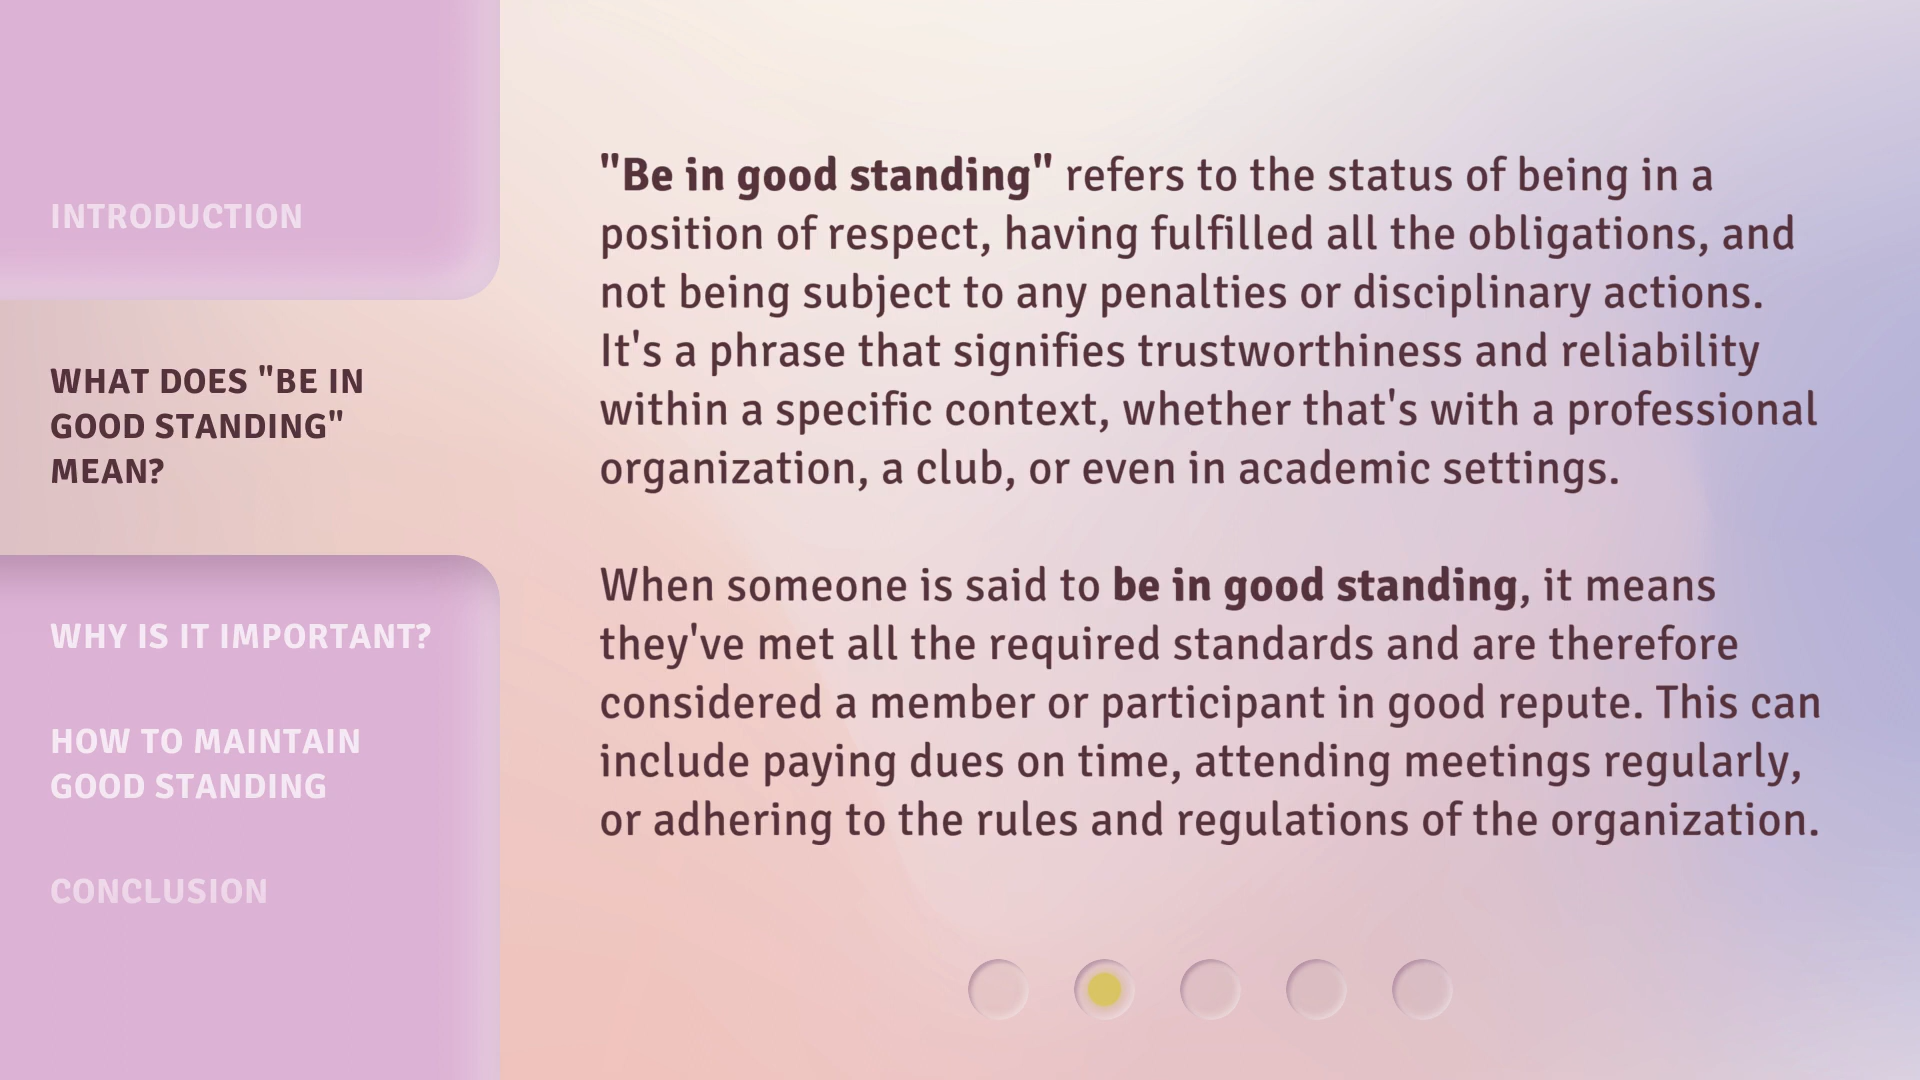 INTRODUCTION
WHAT DOES "BE IN
GOOD STANDING"
MEAN?
WHY IS IT IMPORTANT?
HOW TO MAINTAIN
GOOD STANDING
CONCLUSION
"Be in good standing" refers to the status of being in a
position of respect, having fulfilled all the obligations, and
not being subject to any penalties or disciplinary actions.
It's a phrase that signifies trustworthiness and reliability
within a specific context, whether that's with a professional
organization, a club, or even in academic settings.
When someone is said to be in good standing, it means
they've met all the required standards and are therefore
considered a member or participant in good repute. This can
include paying dues on time, attending meetings regularly,
or adhering to the rules and regulations of the organization.